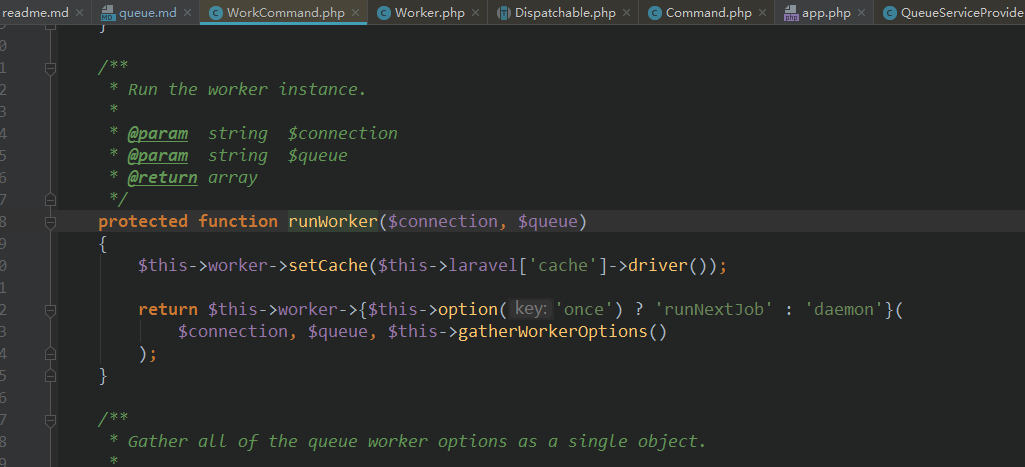 readme.md × queue.md × WorkCommand.php × Worker.php × Dispatchable.php × Command.php × app.php × QueueServiceProvide
}
0
1 /**
2 * Run the worker instance.
3 *
4 * @param string $connection
5 * @param string $queue
6 * @return array
7 */
8 protected function runWorker($connection, $queue)
9 {
0 $this->worker->setCache($this->laravel['cache']->driver());
1
2 return $this->worker->{$this->option( key: 'once') ? 'runNextJob' : 'daemon'}(
3 $connection, $queue, $this->gatherWorkerOptions()
4 );
5 }
6
7 /**
8 * Gather all of the queue worker options as a single object.
9 *